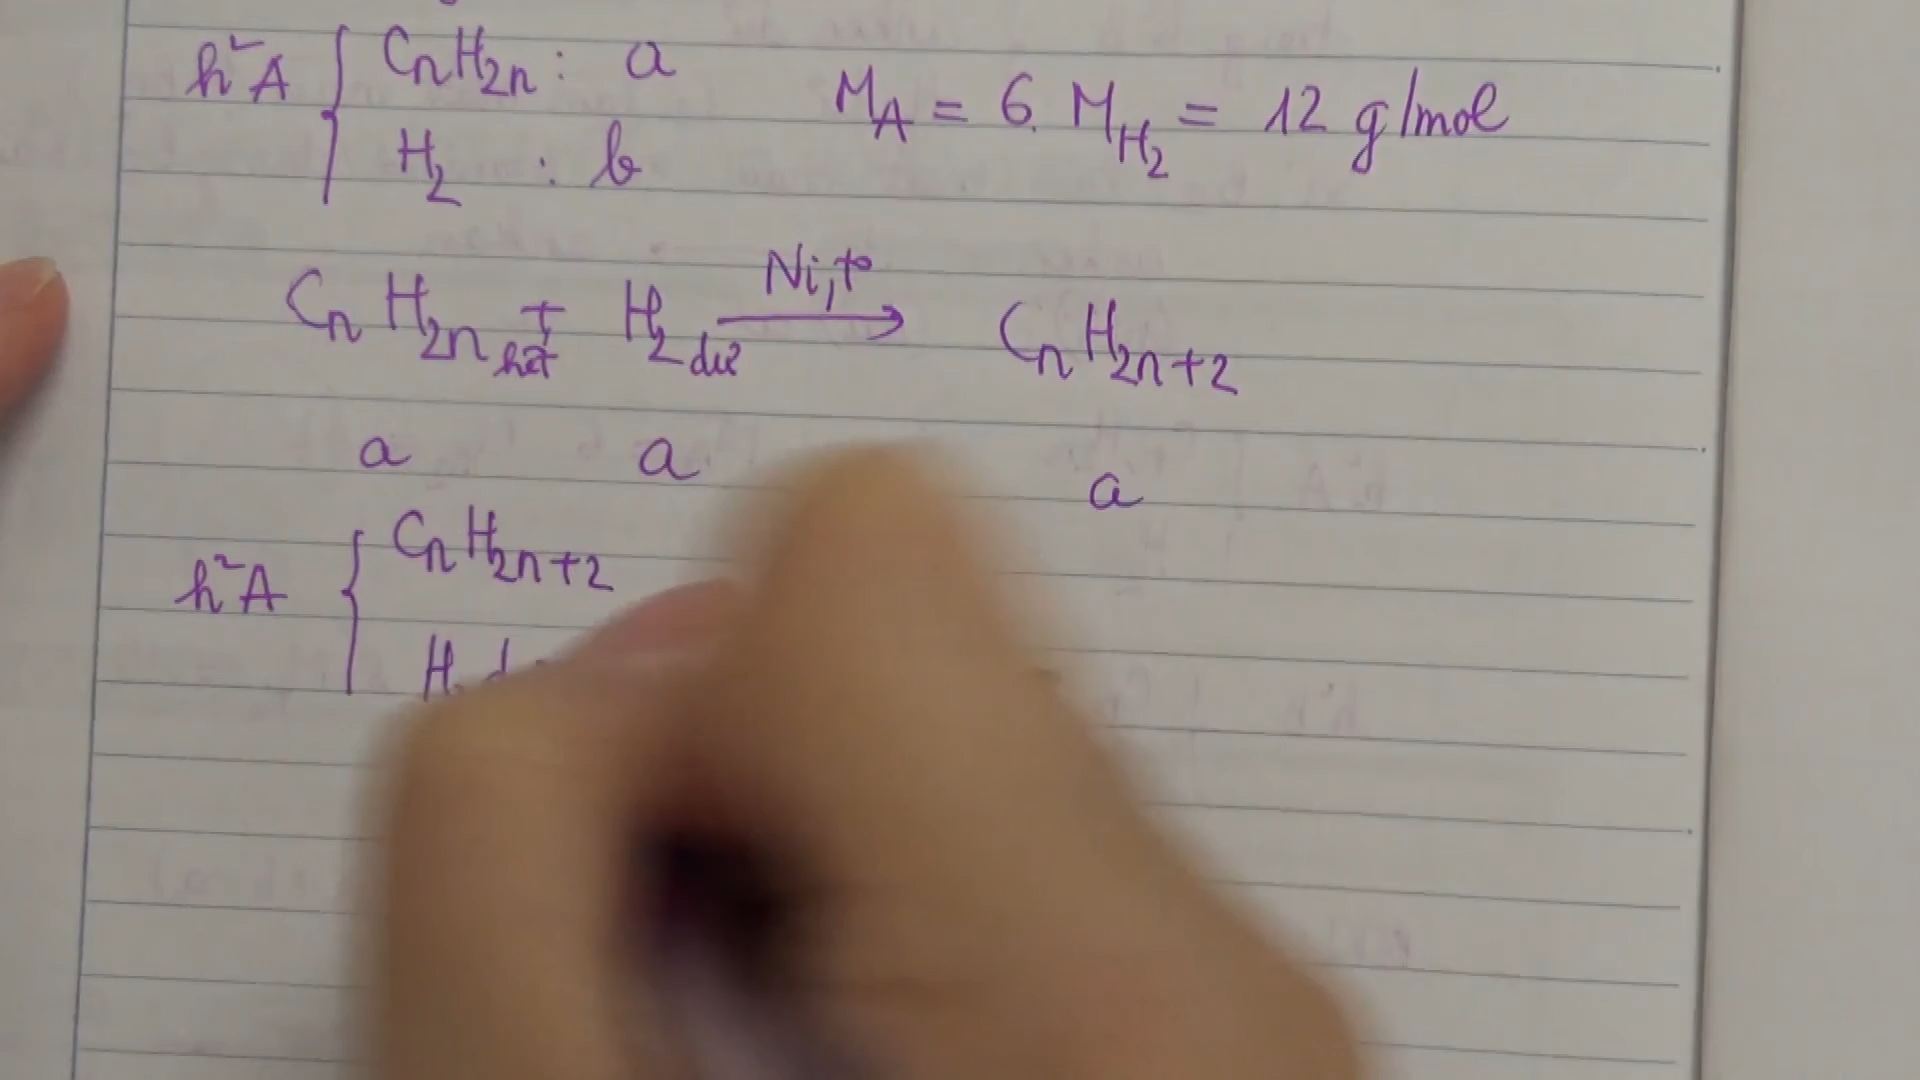 h²A { CnH2n : a
H2 : b
MA = 6. MH2 = 12 g/mol
CnH2n hết + H2 dư —Ni,t°→ CnH2n+2
a a a
h²A { CnH2n+2
H